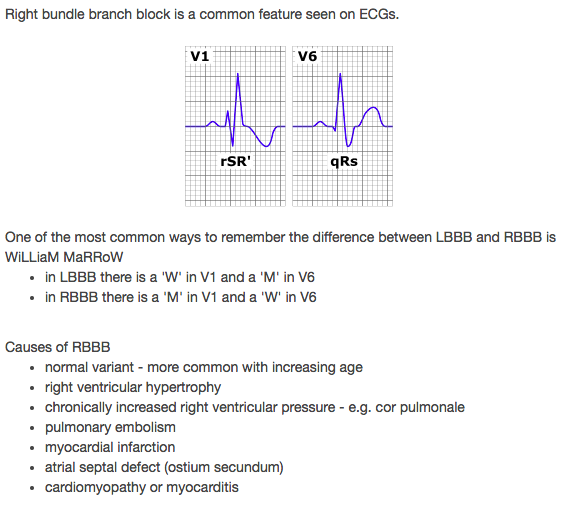 Right bundle branch block is a common feature seen on ECGs.
V1
V6
rSR'
qRs
One of the most common ways to remember the difference between LBBB and RBBB is
WiLLiaM MaRRoW
• in LBBB there is a 'W' in V1 and a 'M' in V6
• in RBBB there is a 'M' in V1 and a 'W' in V6
Causes of RBBB
• normal variant - more common with increasing age
• right ventricular hypertrophy
• chronically increased right ventricular pressure - e.g. cor pulmonale
• pulmonary embolism
• myocardial infarction
• atrial septal defect (ostium secundum)
• cardiomyopathy or myocarditis